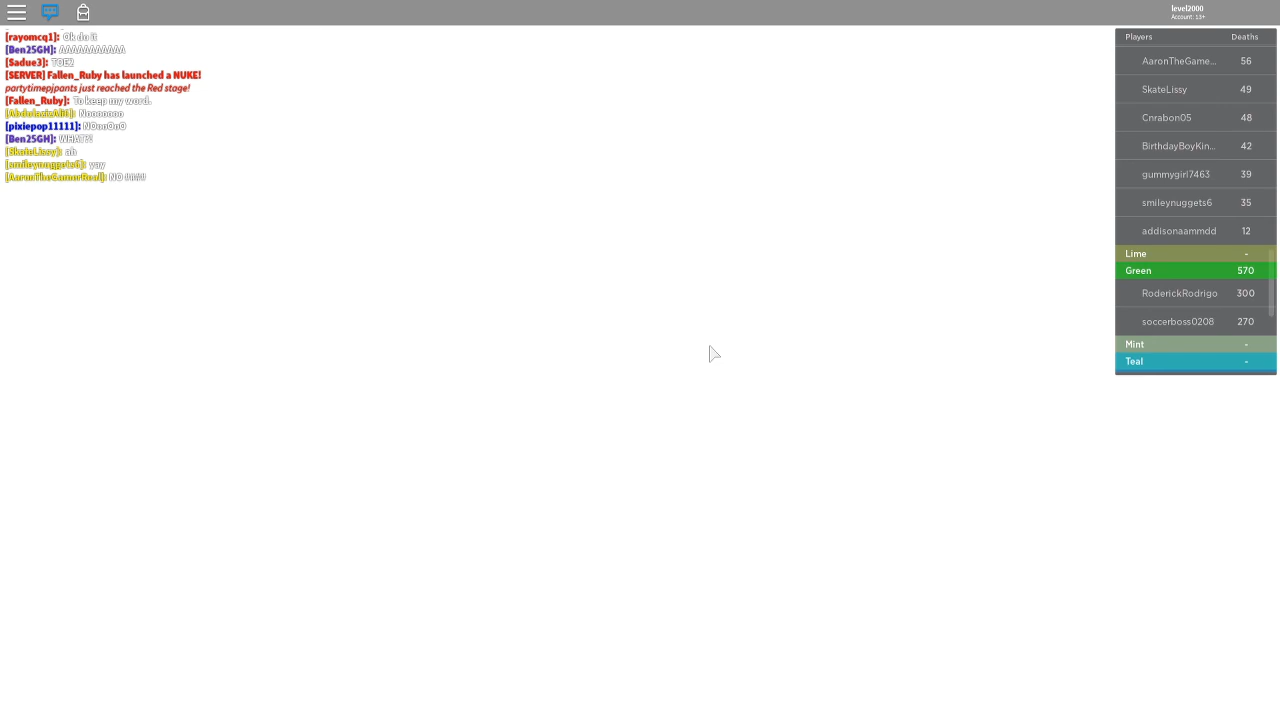 level2000
Account: 13+
[rayomcq1]: Ok do it
[Ben25GH]: AAAAAAAAAAA
[Sadue3]: TOE2
[SERVER] Fallen_Ruby has launched a NUKE!
partytimepjpants just reached the Red stage!
[Fallen_Ruby]: To keep my word.
Nooooooo
[pixiepop11111]: NOooOoO
[Ben25GH]: WHAT?!
[SkateLissy]: ah
[smileynuggets6]: yay
[AaronTheGamerReal]: NO !!!!#!#
Players Deaths
AaronTheGame... 56
SkateLissy 49
Cnrabon05 48
BirthdayBoyKin... 42
gummygirl7463 39
smileynuggets6 35
addisonaammdd 12
Lime -
Green 570
RoderickRodrigo 300
soccerboss0208 270
Mint -
Teal -